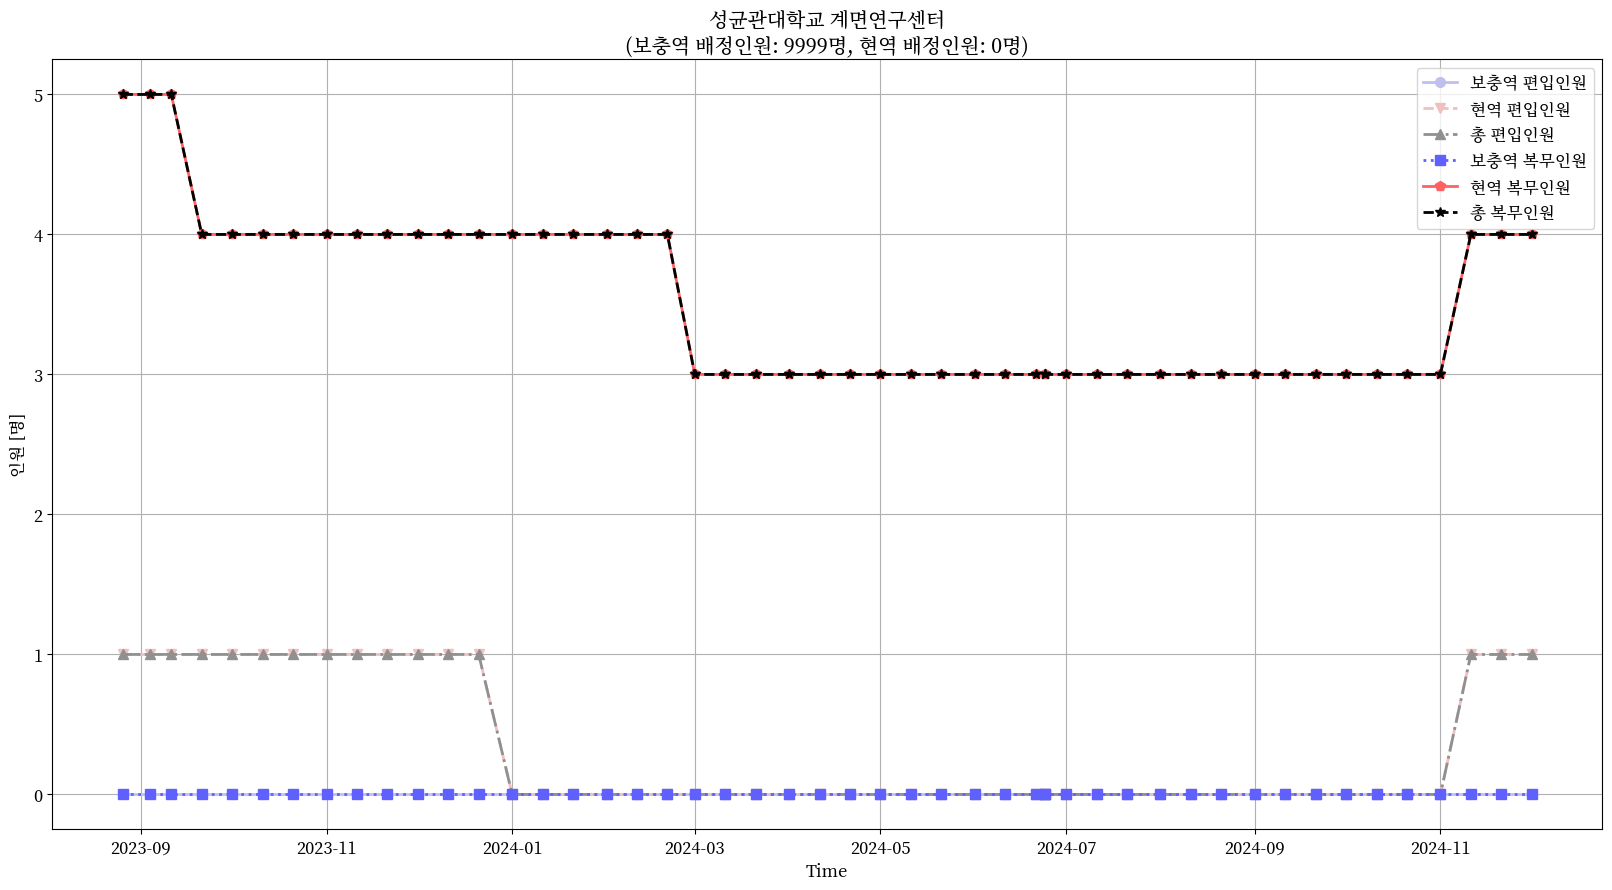 성균관대학교 계면연구센터
(보충역 배정인원: 9999명, 현역 배정인원: 0명)
보충역 편입인원
현역 편입인원
총 편입인원
보충역 복무인원
현역 복무인원
총 복무인원
인원 [명]
5
4
3
2
1
0
2023-09
2023-11
2024-01
2024-03
2024-05
2024-07
2024-09
2024-11
Time